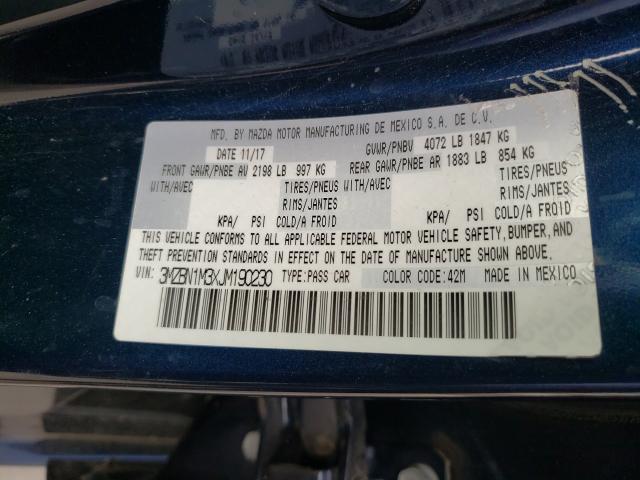 MFD. BY MAZDA MOTOR MANUFACTURING DE MEXICO S.A. DE C.V.
DATE 11/17 GVWR/PNBV 4072 LB 1847 KG
FRONT GAWR/PNBE AV 2198 LB 997 KG REAR GAWR/PNBE AR 1883 LB 854 KG
WITH/AVEC TIRES/PNEUS WITH/AVEC TIRES/PNEUS
RIMS/JANTES RIMS/JANTES
KPA/ PSI COLD/A FROID KPA/ PSI COLD/A FROID
THIS VEHICLE CONFORMS TO ALL APPLICABLE FEDERAL MOTOR VEHICLE SAFETY, BUMPER, AND
THEFT PREVENTION STANDARDS IN EFFECT ON THE DATE OF MANUFACTURE SHOWN ABOVE.
VIN: 3MZBN1M3XJM190230 TYPE:PASS CAR COLOR CODE:42M MADE IN MEXICO